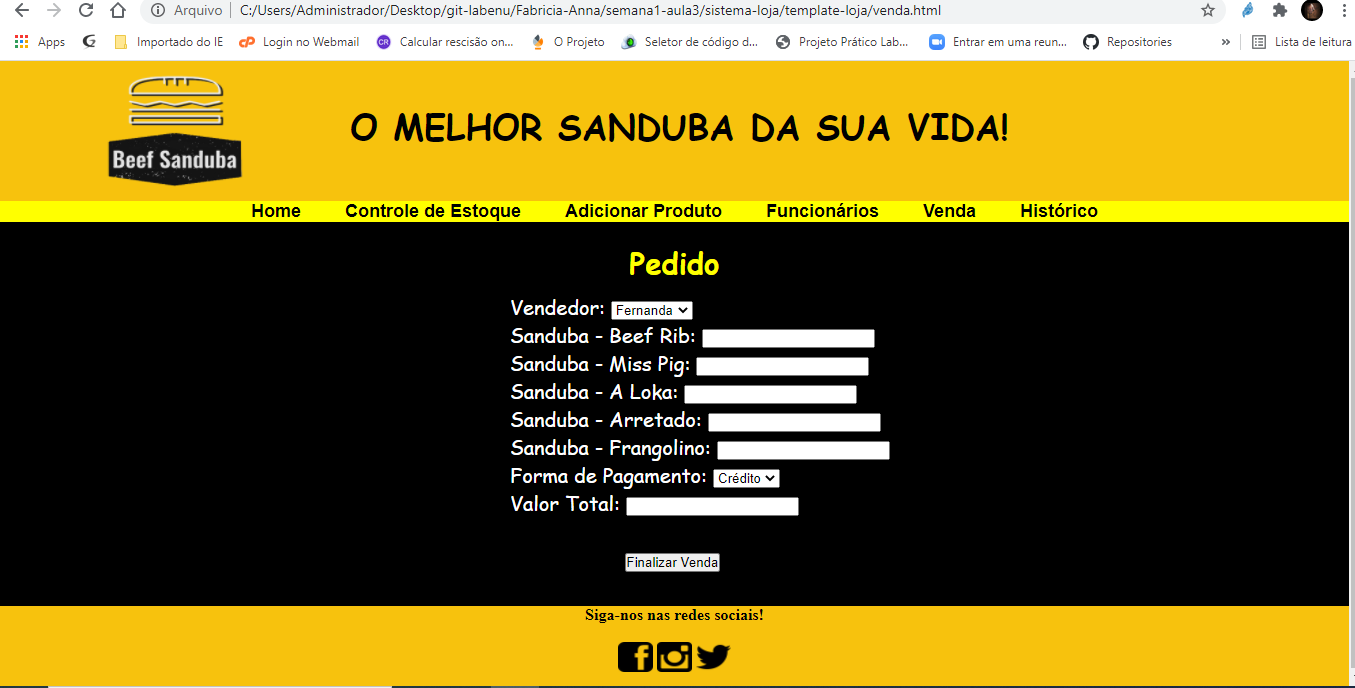 Arquivo | C:/Users/Administrador/Desktop/git-labenu/Fabricia-Anna/semana1-aula3/sistema-loja/template-loja/venda.html
Apps Importado do IE Login no Webmail CR Calcular rescisão on... O Projeto Seletor de código d... Projeto Prático Lab... Entrar em uma reun... Repositories » Lista de leitura
Beef Sanduba
O MELHOR SANDUBA DA SUA VIDA!
Home Controle de Estoque Adicionar Produto Funcionários Venda Histórico
Pedido
Vendedor: Fernanda
Sanduba - Beef Rib:
Sanduba - Miss Pig:
Sanduba - A Loka:
Sanduba - Arretado:
Sanduba - Frangolino:
Forma de Pagamento: Crédito
Valor Total:
Finalizar Venda
Siga-nos nas redes sociais!